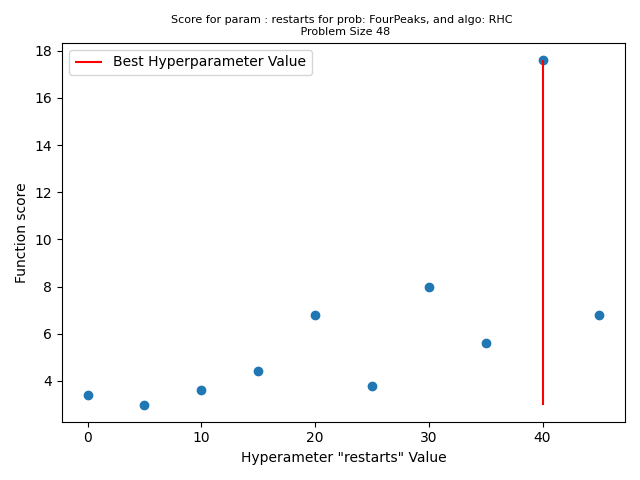 Score for param : restarts for prob: FourPeaks, and algo: RHC
Problem Size 48
Best Hyperparameter Value
Function score
18
16
14
12
10
8
6
4
0
10
20
30
40
Hyperameter "restarts" Value